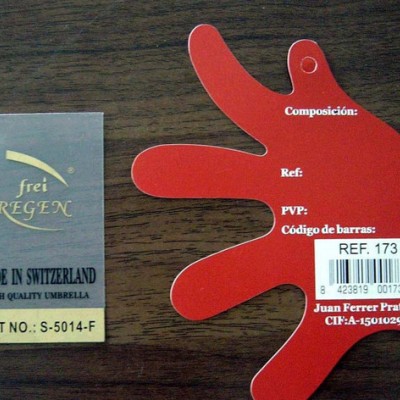 frei
REGEN
®
DE IN SWITZERLAND
H QUALITY UMBRELLA
T NO.: S-5014-F
Composición:
Ref:
PVP:
Código de barras:
REF. 173
8 423819 00173
Juan Ferrer Prat
CIF:A-1501029